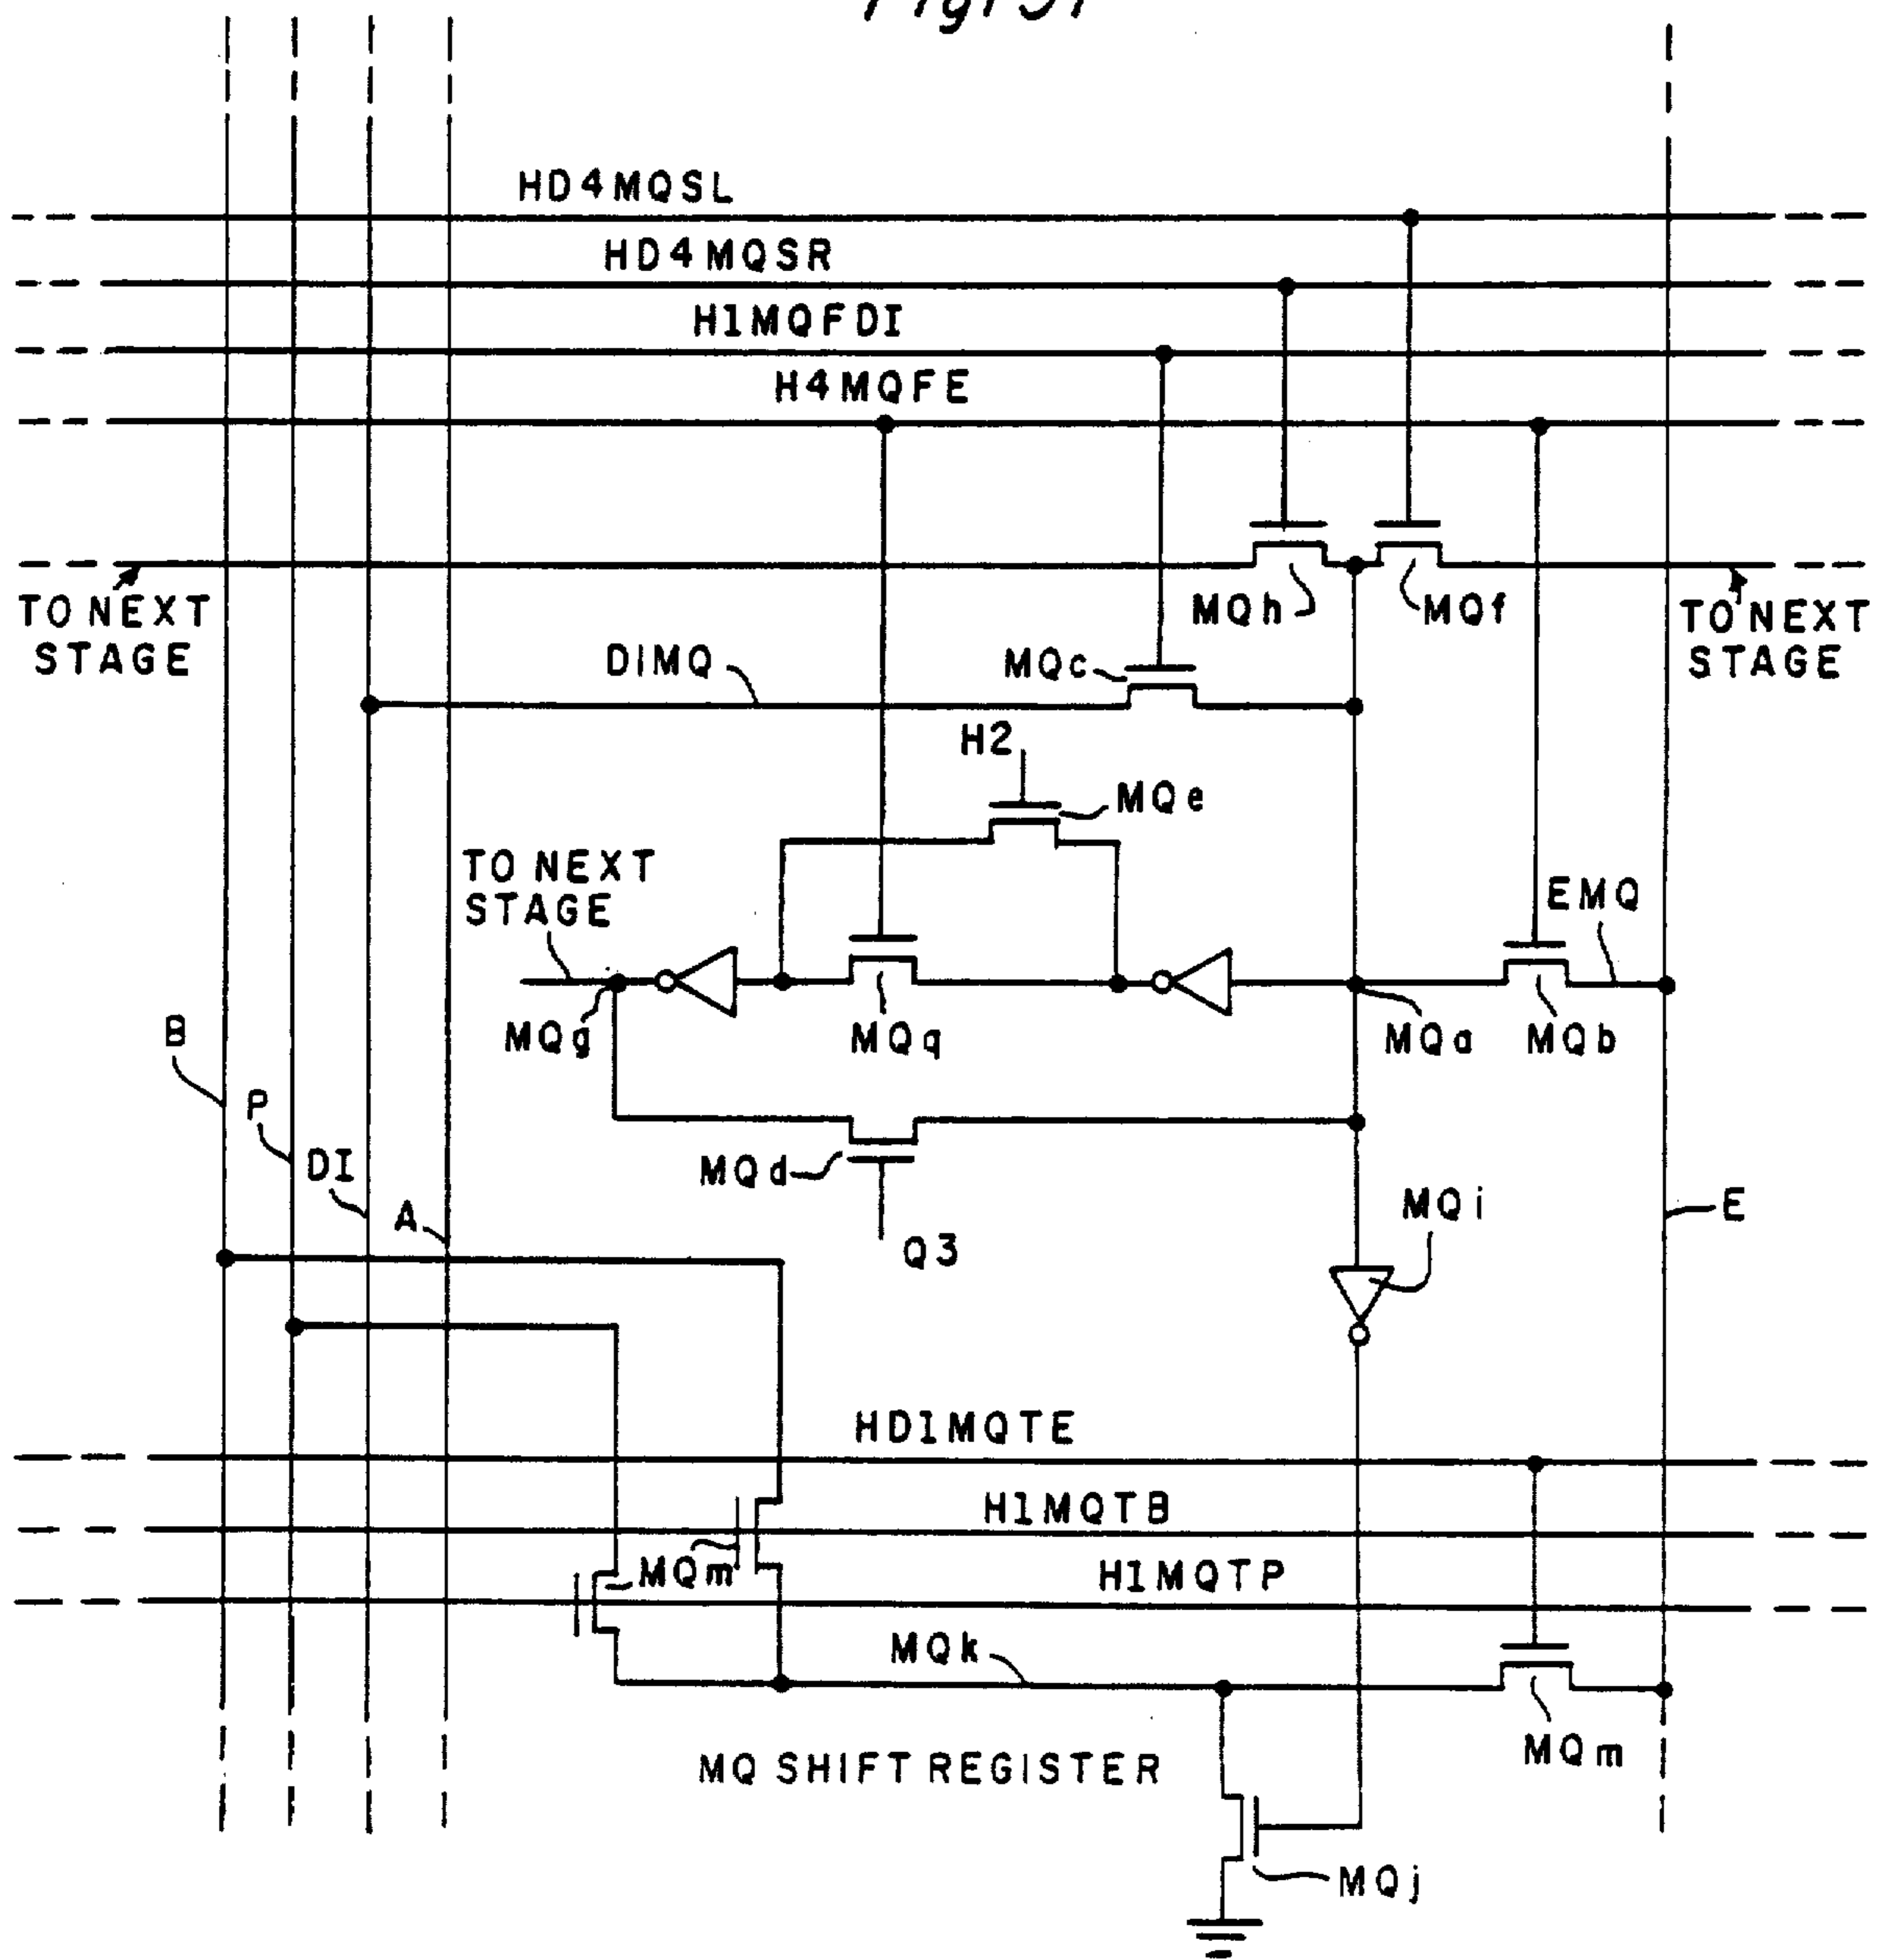 HD4MQSL
HD4MQSR
H1MQFDI
H4MQFE
TO NEXT
STAGE
MQh
MQf
TO NEXT
STAGE
DIMQ
MQc
H2
MQe
TO NEXT
STAGE
EMQ
MQg
MQq
MQa
MQb
B
P
DI
A
MQd
Q3
MQi
E
HD1MQTE
H1MQTB
MQm
H1MQTP
MQk
MQm
MQ SHIFT REGISTER
MQj